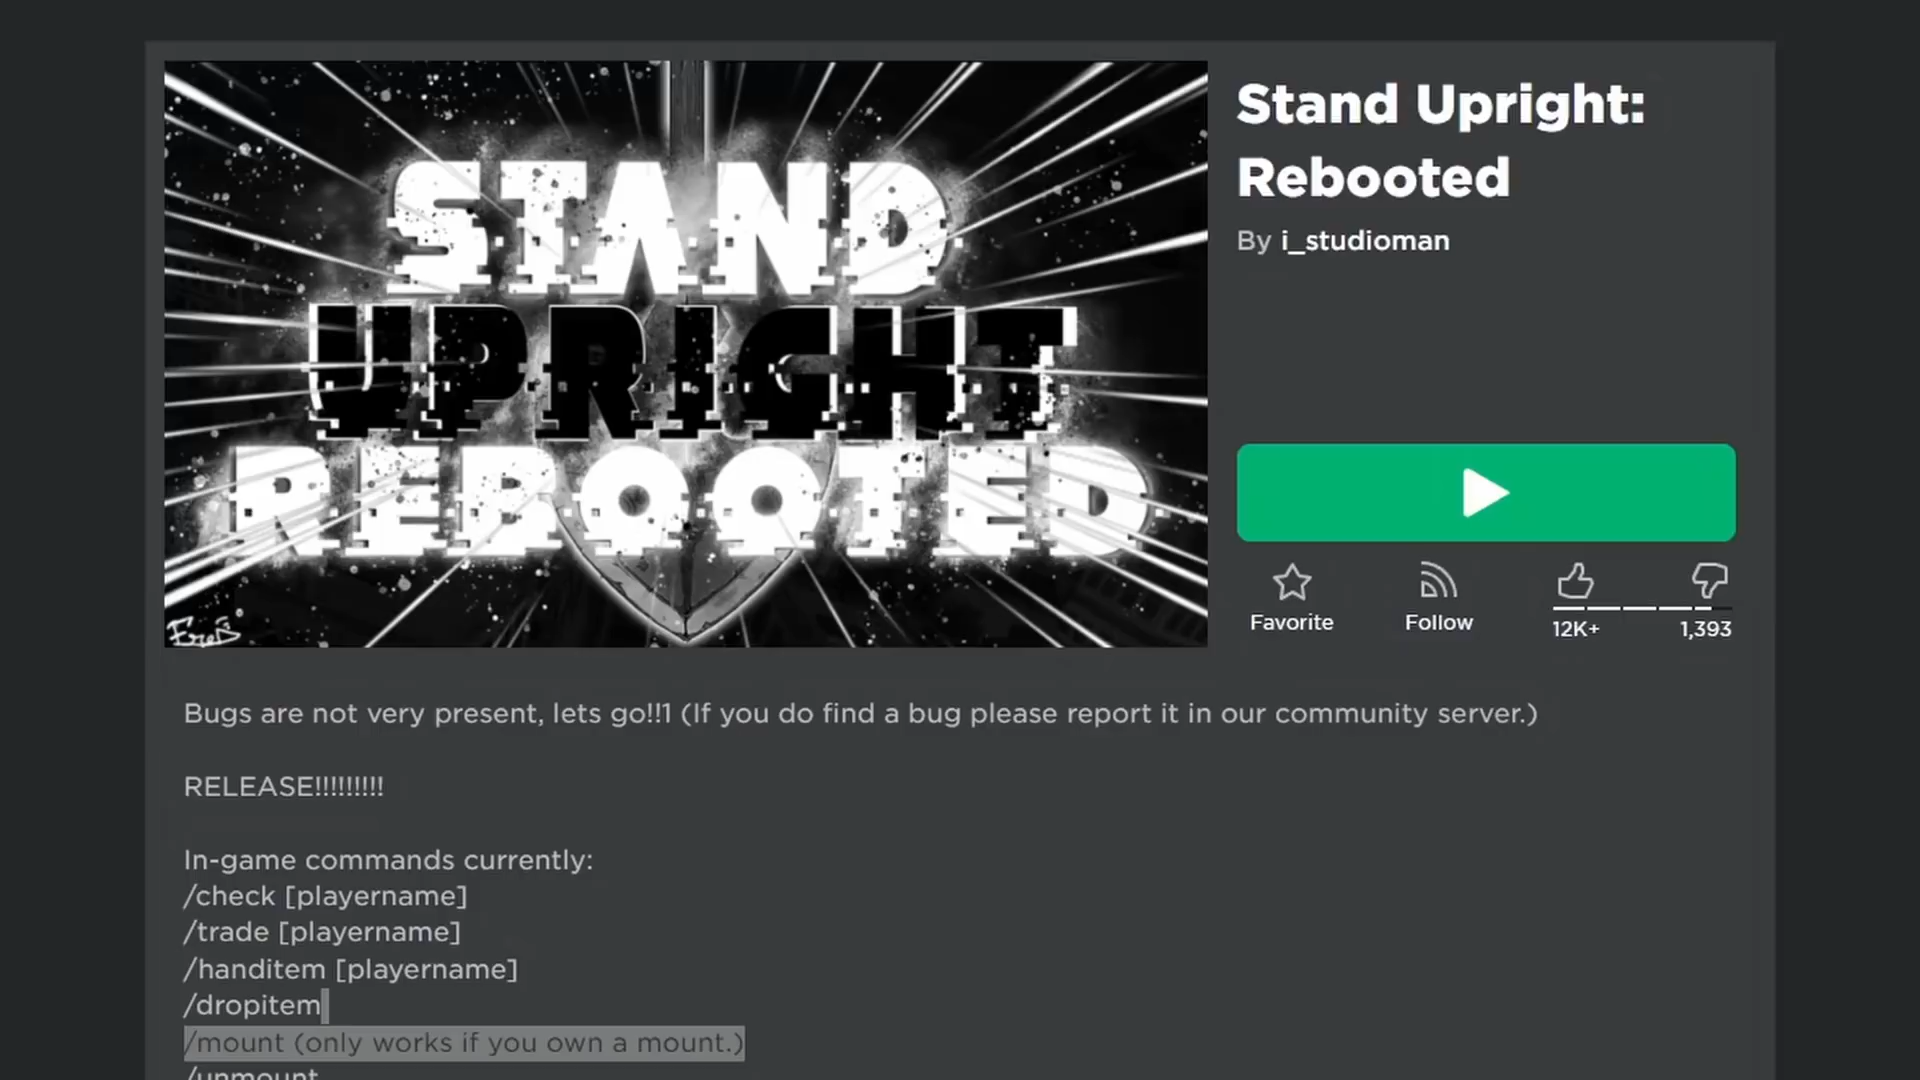 STAND
UPRIGHT
REBOOTED
Stand Upright:
Rebooted
By i_studioman
Favorite
Follow
12K+
1,393
Bugs are not very present, lets go!!1 (If you do find a bug please report it in our community server.)
RELEASE!!!!!!!!!
In-game commands currently:
/check [playername]
/trade [playername]
/handitem [playername]
/dropitem
/mount (only works if you own a mount.)
/unmount